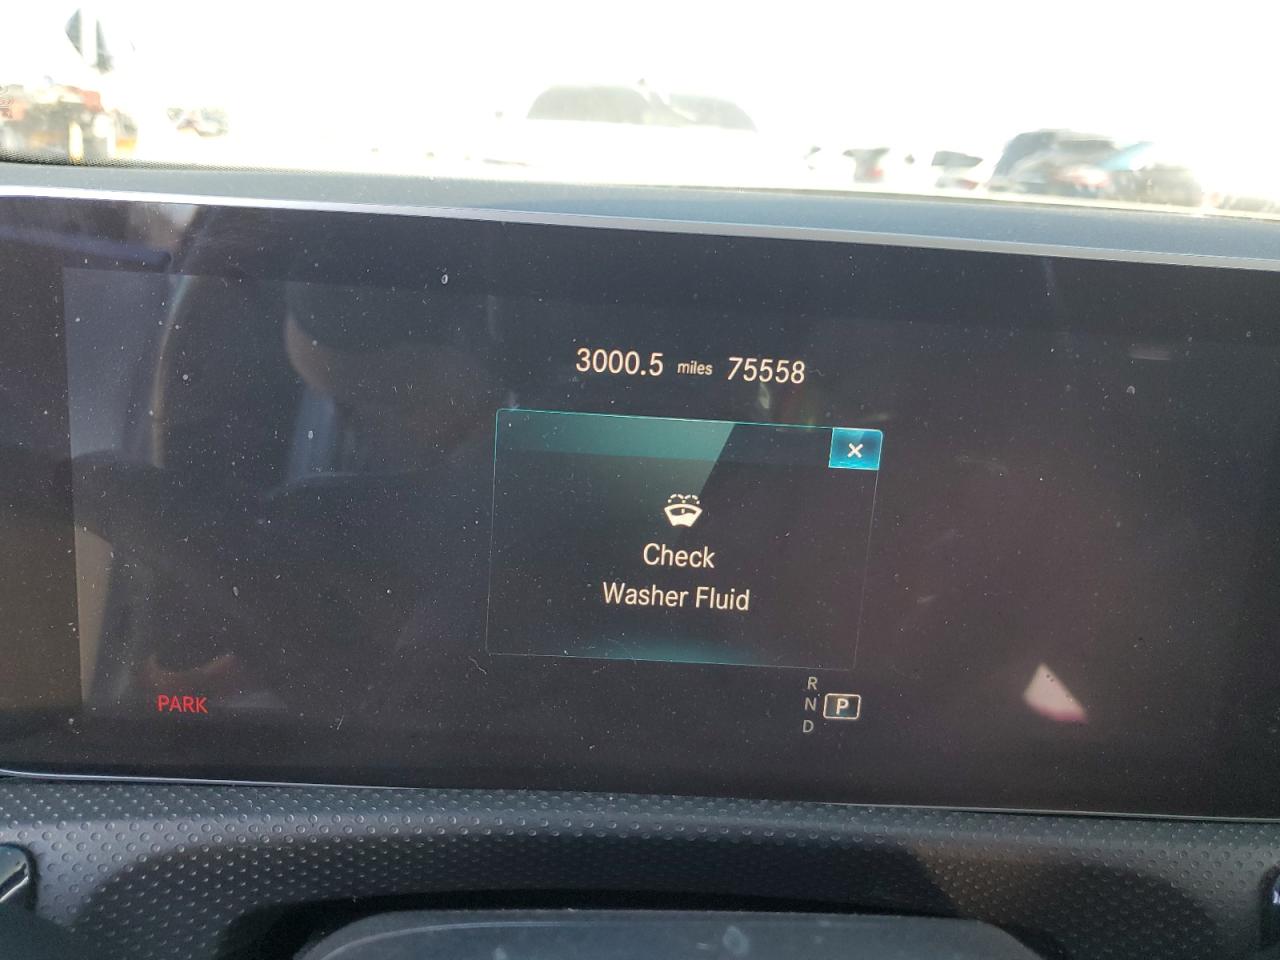 3000.5 miles 75558
×
Check
Washer Fluid
R
N P
D
PARK